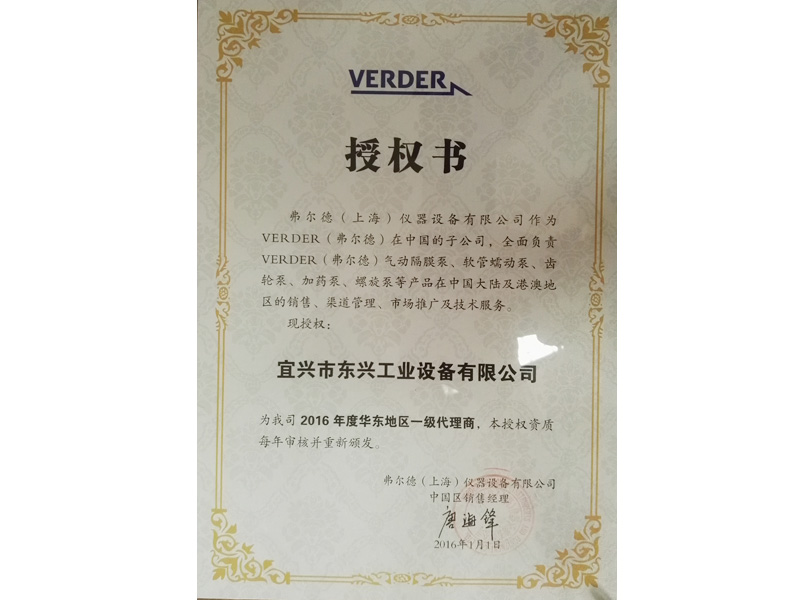 VERDER
授权书
弗尔德（上海）仪器设备有限公司作为
VERDER（弗尔德）在中国的子公司，全面负责
VERDER（弗尔德）气动隔膜泵、软管蠕动泵、齿
轮泵、加药泵、螺旋泵等产品在中国大陆及港澳地
区的销售、渠道管理、市场推广及技术服务。
现授权：
宜兴市东兴工业设备有限公司
为我司 2016 年度华东地区一级代理商，本授权资质
每年审核并重新颁发。
弗尔德（上海）仪器设备有限公司
中国区销售经理
唐海锋
2016年1月1日